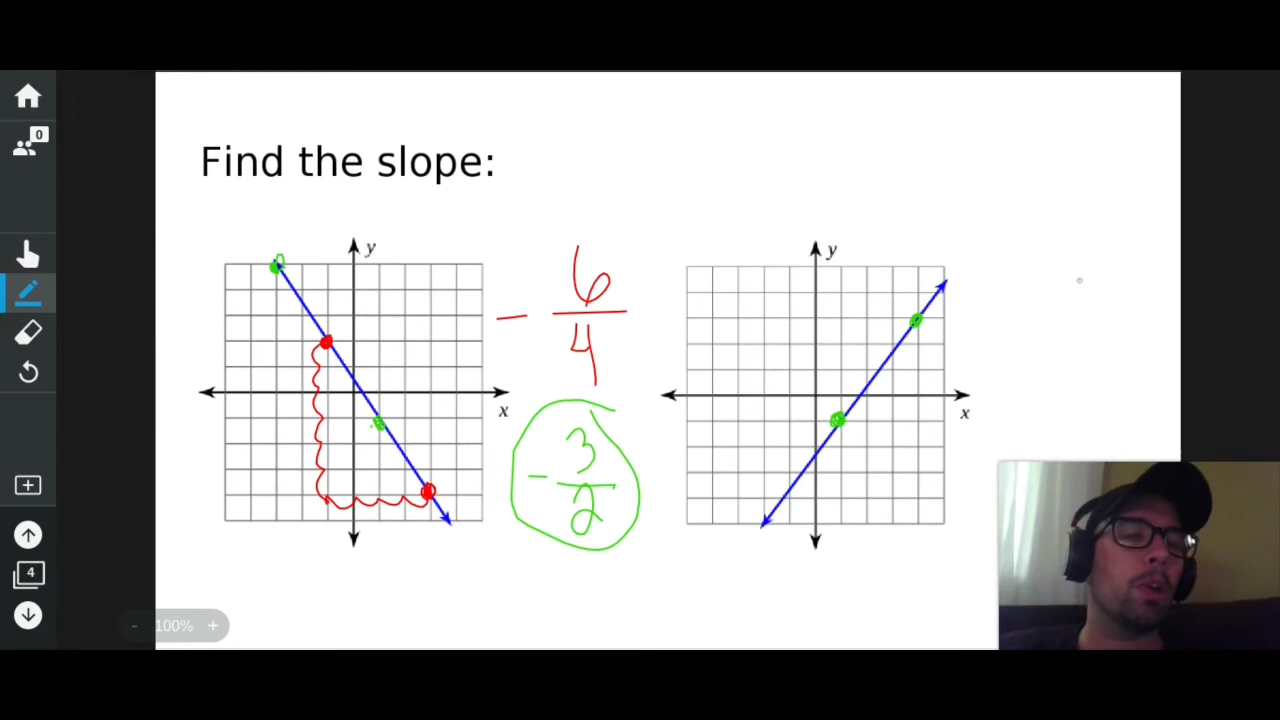 0
Find the slope:
y
x
- 6
4
- 3
2
y
x
4
- 100% +